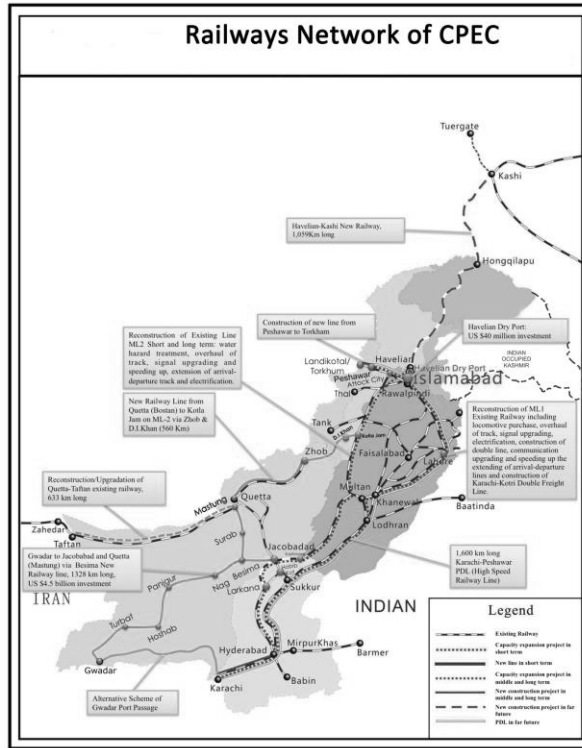 Railways Network of CPEC
Tuergate
Kashi
Havelian-Kashi New Railway,
1,059Km long
Hongqilapu
Construction of new line from
Peshawar to Torkham
Havelian Dry Port:
US $40 million investment
Reconstruction of Existing Line
ML2 Short and long term: water
hazard treatment, overhaul of
track, signal upgrading and
speeding up, extension of arrival-
departure track and electrification.
Landikotal/
Torkhum
Havelian
Havelian Dry Port
Peshawar
Attock City
Islamabad
Rawalpindi
INDIAN
OCCUPIED
KASHMIR
Thal
New Railway Line from
Quetta (Bostan) to Kotla
Jam on ML-2 via Zhob &
D.I.Khan (560 Km)
Reconstruction of ML1
Existing Railway including
locomotive purchase, overhaul
of track, signal upgrading,
electrification, construction of
double line, communication
upgrading and speeding up the
extending of arrival-departure
lines and construction of
Karachi-Kotri Double Freight
Line.
Tank
D.I.Khan
Kotla Jam
Faisalabad
Lahore
Zhob
Reconstruction/Upgradation of
Quetta-Taftan existing railway,
633 km long
Multan
Khanewal
Mastung
Quetta
Baatinda
Lodhran
Zahedar
Taftan
Surab
Jacobadad
Gwadar to Jacobabad and Quetta
(Mastung) via Besima New
Railway line, 1328 km long,
US $4.5 billion investment
1,600 km long
Karachi-Peshawar
PDL (High Speed
Railway Line)
Besima
Nag
Panjgur
Larkana
Sukkur
IRAN
INDIAN
Turbat
Hoshab
Hyderabad
MirpurKhas
Barmer
Gwadar
Karachi
Babin
Alternative Scheme of
Gwadar Port Passage
Legend
Existing Railway
Capacity expansion project in
short term
New line in short term
Capacity expansion project in
middle and long term
New construction project in
middle and long term
New construction project in far
future
PDL in far future